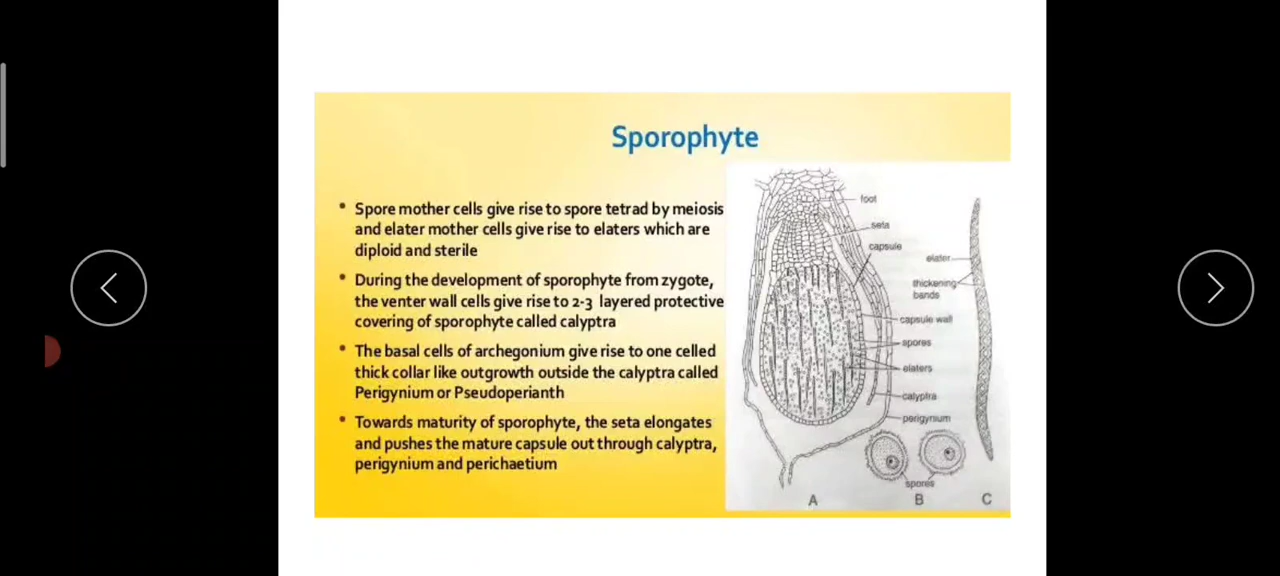 Sporophyte
• Spore mother cells give rise to spore tetrad by meiosis
and elater mother cells give rise to elaters which are
diploid and sterile
• During the development of sporophyte from zygote,
the venter wall cells give rise to 2-3 layered protective
covering of sporophyte called calyptra
• The basal cells of archegonium give rise to one celled
thick collar like outgrowth outside the calyptra called
Perigynium or Pseudoperianth
• Towards maturity of sporophyte, the seta elongates
and pushes the mature capsule out through calyptra,
perigynium and perichaetium
foot
seta
capsule
elater
thickening
bands
capsule wall
spores
elaters
calyptra
perigynium
spores
A
B
C